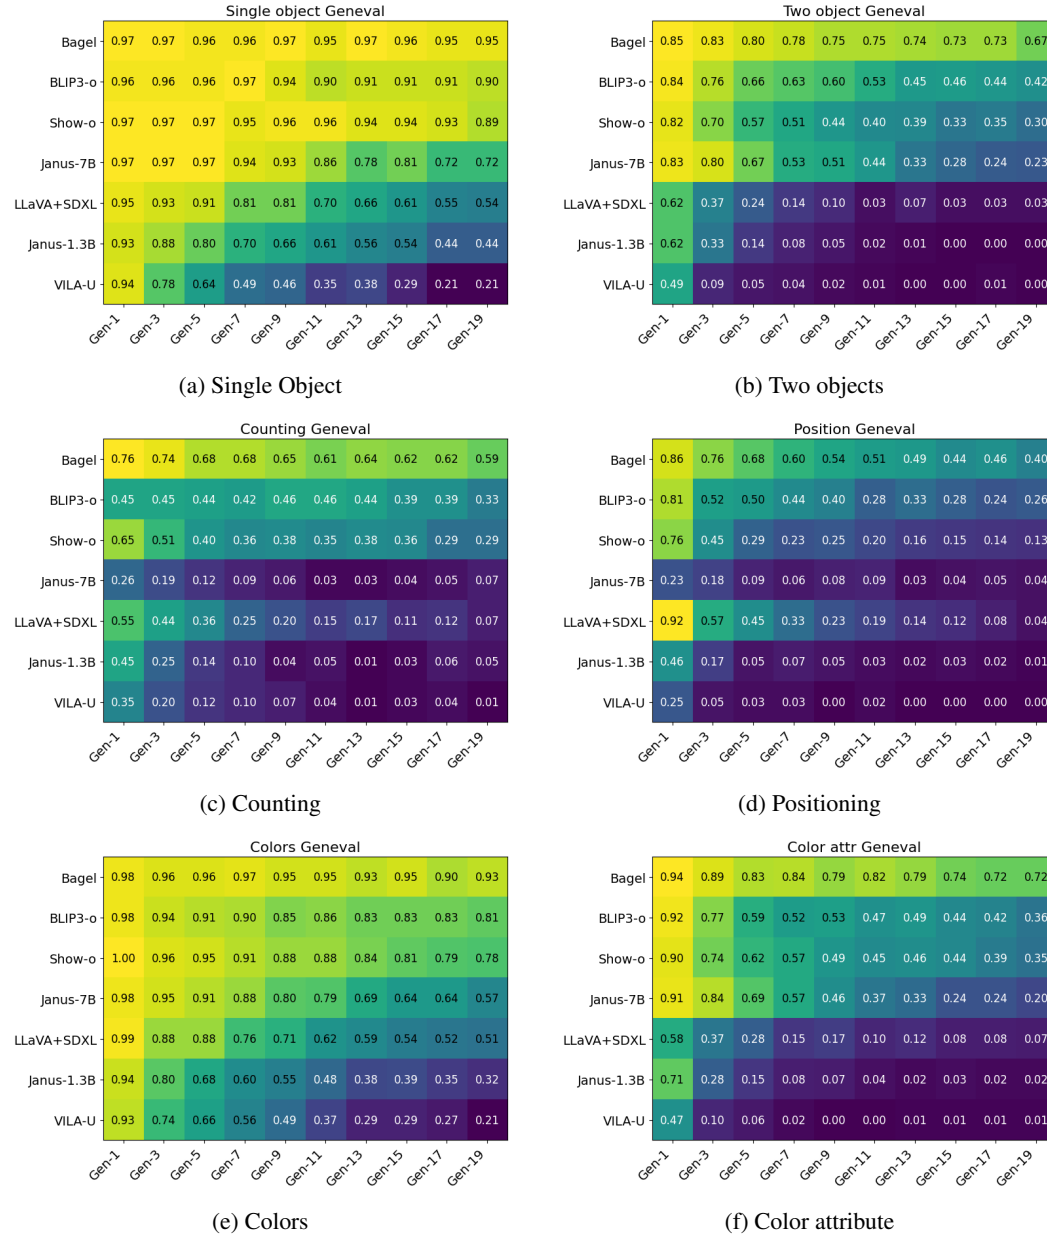 Single object Geneval
Bagel 0.97 0.97 0.96 0.96 0.97 0.95 0.97 0.96 0.95 0.95
BLIP3-o 0.96 0.96 0.96 0.97 0.94 0.90 0.91 0.91 0.91 0.90
Show-o 0.97 0.97 0.97 0.95 0.96 0.96 0.94 0.94 0.93 0.89
Janus-7B 0.97 0.97 0.97 0.94 0.93 0.86 0.78 0.81 0.72 0.72
LLaVA+SDXL 0.95 0.93 0.91 0.81 0.81 0.70 0.66 0.61 0.55 0.54
Janus-1.3B 0.93 0.88 0.80 0.70 0.66 0.61 0.56 0.54 0.44 0.44
VILA-U 0.94 0.78 0.64 0.49 0.46 0.35 0.38 0.29 0.21 0.21
Gen-1 Gen-3 Gen-5 Gen-7 Gen-9 Gen-11 Gen-13 Gen-15 Gen-17 Gen-19
(a) Single Object
Two object Geneval
Bagel 0.85 0.83 0.80 0.78 0.75 0.75 0.74 0.73 0.73 0.67
BLIP3-o 0.84 0.76 0.66 0.63 0.60 0.53 0.45 0.46 0.44 0.42
Show-o 0.82 0.70 0.57 0.51 0.44 0.40 0.39 0.33 0.35 0.30
Janus-7B 0.83 0.80 0.67 0.53 0.51 0.44 0.33 0.28 0.24 0.23
LLaVA+SDXL 0.62 0.37 0.24 0.14 0.10 0.03 0.07 0.03 0.03 0.03
Janus-1.3B 0.62 0.33 0.14 0.08 0.05 0.02 0.01 0.00 0.00 0.00
VILA-U 0.49 0.09 0.05 0.04 0.02 0.01 0.00 0.00 0.01 0.00
Gen-1 Gen-3 Gen-5 Gen-7 Gen-9 Gen-11 Gen-13 Gen-15 Gen-17 Gen-19
(b) Two objects
Counting Geneval
Bagel 0.76 0.74 0.68 0.68 0.65 0.61 0.64 0.62 0.62 0.59
BLIP3-o 0.45 0.45 0.44 0.42 0.46 0.46 0.44 0.39 0.39 0.33
Show-o 0.65 0.51 0.40 0.36 0.38 0.35 0.38 0.36 0.29 0.29
Janus-7B 0.26 0.19 0.12 0.09 0.06 0.03 0.03 0.04 0.05 0.07
LLaVA+SDXL 0.55 0.44 0.36 0.25 0.20 0.15 0.17 0.11 0.12 0.07
Janus-1.3B 0.45 0.25 0.14 0.10 0.04 0.05 0.01 0.03 0.06 0.05
VILA-U 0.35 0.20 0.12 0.10 0.07 0.04 0.01 0.03 0.04 0.01
Gen-1 Gen-3 Gen-5 Gen-7 Gen-9 Gen-11 Gen-13 Gen-15 Gen-17 Gen-19
(c) Counting
Position Geneval
Bagel 0.86 0.76 0.68 0.60 0.54 0.51 0.49 0.44 0.46 0.40
BLIP3-o 0.81 0.52 0.50 0.44 0.40 0.28 0.33 0.28 0.24 0.26
Show-o 0.76 0.45 0.29 0.23 0.25 0.20 0.16 0.15 0.14 0.13
Janus-7B 0.23 0.18 0.09 0.06 0.08 0.09 0.03 0.04 0.05 0.04
LLaVA+SDXL 0.92 0.57 0.45 0.33 0.23 0.19 0.14 0.12 0.08 0.04
Janus-1.3B 0.46 0.17 0.05 0.07 0.05 0.03 0.02 0.03 0.02 0.01
VILA-U 0.25 0.05 0.03 0.03 0.00 0.02 0.00 0.00 0.00 0.00
Gen-1 Gen-3 Gen-5 Gen-7 Gen-9 Gen-11 Gen-13 Gen-15 Gen-17 Gen-19
(d) Positioning
Colors Geneval
Bagel 0.98 0.96 0.96 0.97 0.95 0.95 0.93 0.95 0.90 0.93
BLIP3-o 0.98 0.94 0.91 0.90 0.85 0.86 0.83 0.83 0.83 0.81
Show-o 1.00 0.96 0.95 0.91 0.88 0.88 0.84 0.81 0.79 0.78
Janus-7B 0.98 0.95 0.91 0.88 0.80 0.79 0.69 0.64 0.64 0.57
LLaVA+SDXL 0.99 0.88 0.88 0.76 0.71 0.62 0.59 0.54 0.52 0.51
Janus-1.3B 0.94 0.80 0.68 0.60 0.55 0.48 0.38 0.39 0.35 0.32
VILA-U 0.93 0.74 0.66 0.56 0.49 0.37 0.29 0.29 0.27 0.21
Gen-1 Gen-3 Gen-5 Gen-7 Gen-9 Gen-11 Gen-13 Gen-15 Gen-17 Gen-19
(e) Colors
Color attr Geneval
Bagel 0.94 0.89 0.83 0.84 0.79 0.82 0.79 0.74 0.72 0.72
BLIP3-o 0.92 0.77 0.59 0.52 0.53 0.47 0.49 0.44 0.42 0.36
Show-o 0.90 0.74 0.62 0.57 0.49 0.45 0.46 0.44 0.39 0.35
Janus-7B 0.91 0.84 0.69 0.57 0.46 0.37 0.33 0.24 0.24 0.20
LLaVA+SDXL 0.58 0.37 0.28 0.15 0.17 0.10 0.12 0.08 0.08 0.07
Janus-1.3B 0.71 0.28 0.15 0.08 0.07 0.04 0.02 0.03 0.02 0.02
VILA-U 0.47 0.10 0.06 0.02 0.00 0.00 0.01 0.01 0.01 0.01
Gen-1 Gen-3 Gen-5 Gen-7 Gen-9 Gen-11 Gen-13 Gen-15 Gen-17 Gen-19
(f) Color attribute